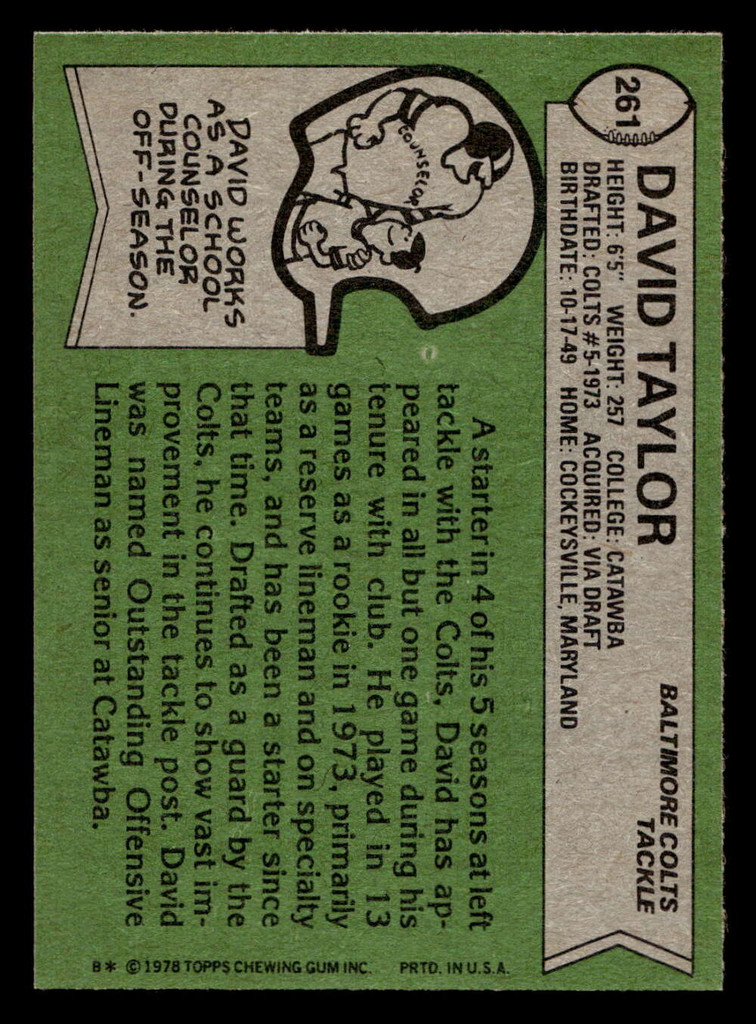 261
DAVID TAYLOR
BALTIMORE COLTS
TACKLE
HEIGHT: 6'5" WEIGHT: 257 COLLEGE: CATAWBA
DRAFTED: COLTS #5-1973 ACQUIRED: VIA DRAFT
BIRTHDATE: 10-17-49 HOME: COCKEYSVILLE, MARYLAND
COUNSELOR
DAVID WORKS
AS A SCHOOL
COUNSELOR
DURING THE
OFF-SEASON.
A starter in 4 of his 5 seasons at left
tackle with the Colts, David has ap-
peared in all but one game during his
tenure with club. He played in 13
games as a rookie in 1973, primarily
as a reserve lineman and on specialty
teams, and has been a starter since
that time. Drafted as a guard by the
Colts, he continues to show vast im-
provement in the tackle post. David
was named Outstanding Offensive
Lineman as senior at Catawba.
B* © 1978 TOPPS CHEWING GUM INC. PRTD. IN U.S.A.